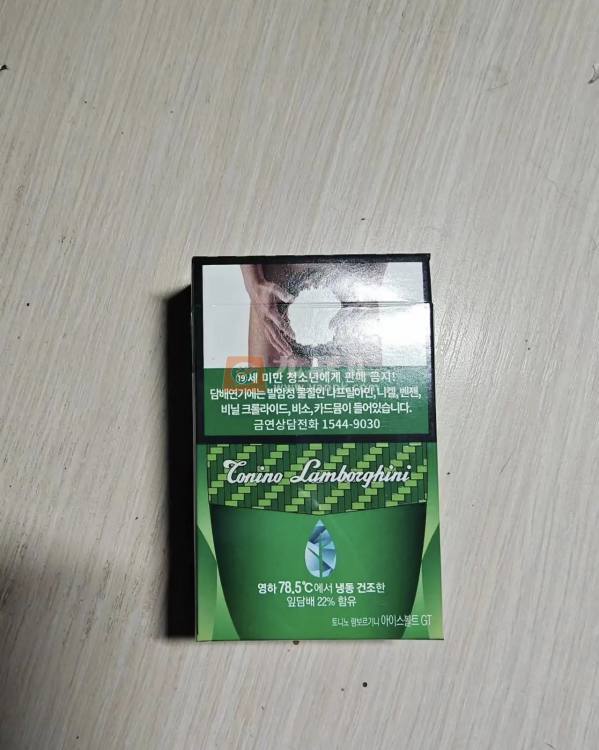 19세 미만 청소년에게 판매 금지!
담배연기에는 발암성 물질인 나프틸아민, 니켈, 벤젠,
비닐 크롤라이드, 비소, 카드뮴이 들어있습니다.
금연상담전화 1544-9030
Tonino Lamborghini
영하 78.5℃에서 냉동 건조한
잎담배 22% 함유
토니노 람보르기니 아이스볼트 GT